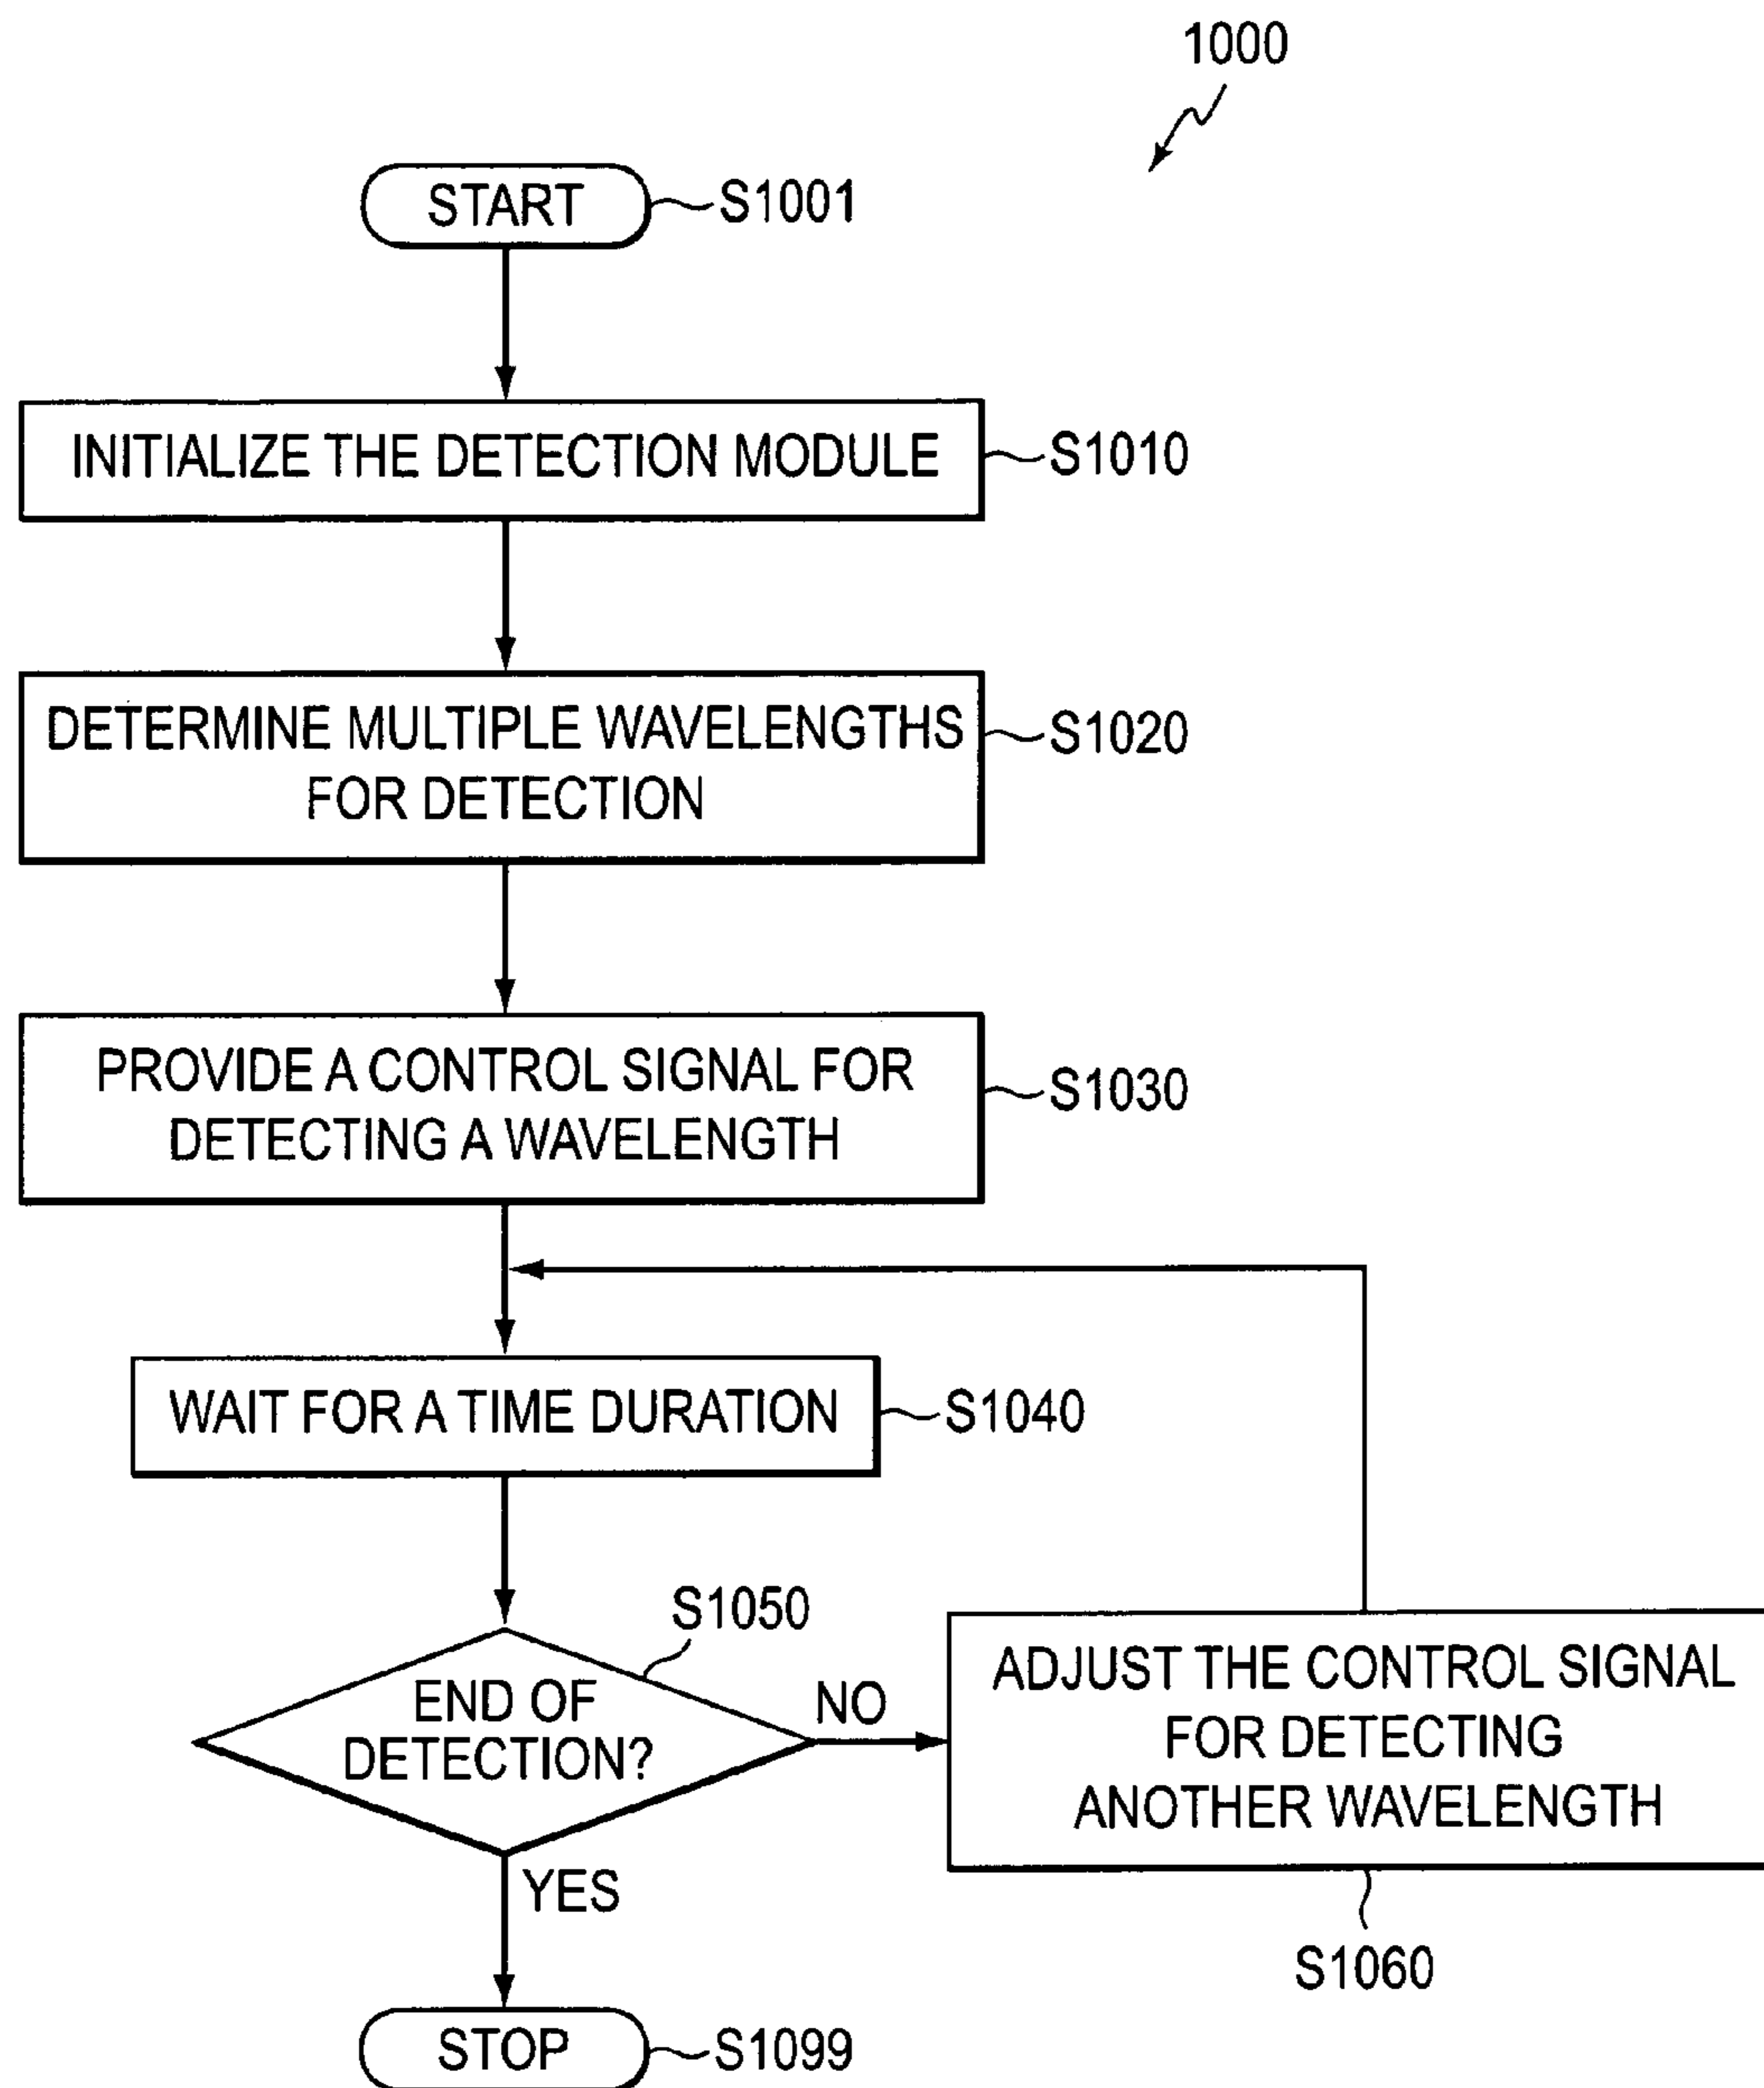 1000
START
S1001
INITIALIZE THE DETECTION MODULE
S1010
DETERMINE MULTIPLE WAVELENGTHS
FOR DETECTION
S1020
PROVIDE A CONTROL SIGNAL FOR
DETECTING A WAVELENGTH
S1030
WAIT FOR A TIME DURATION
S1040
S1050
END OF
DETECTION?
NO
ADJUST THE CONTROL SIGNAL
FOR DETECTING
ANOTHER WAVELENGTH
S1060
YES
STOP
S1099